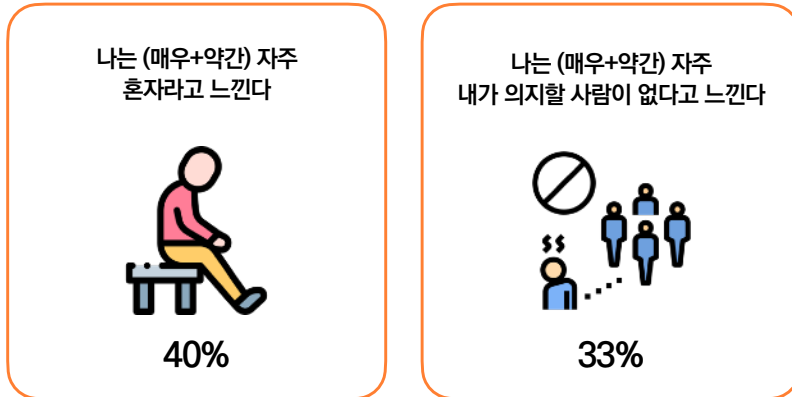 나는 (매우+약간) 자주
혼자라고 느낀다
40%
나는 (매우+약간) 자주
내가 의지할 사람이 없다고 느낀다
$$
33%